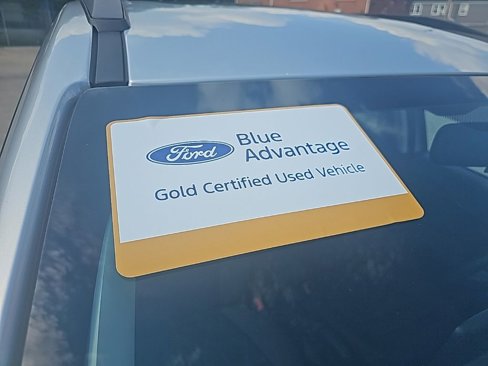 Ford
Blue
Advantage
Gold Certified Used Vehicle